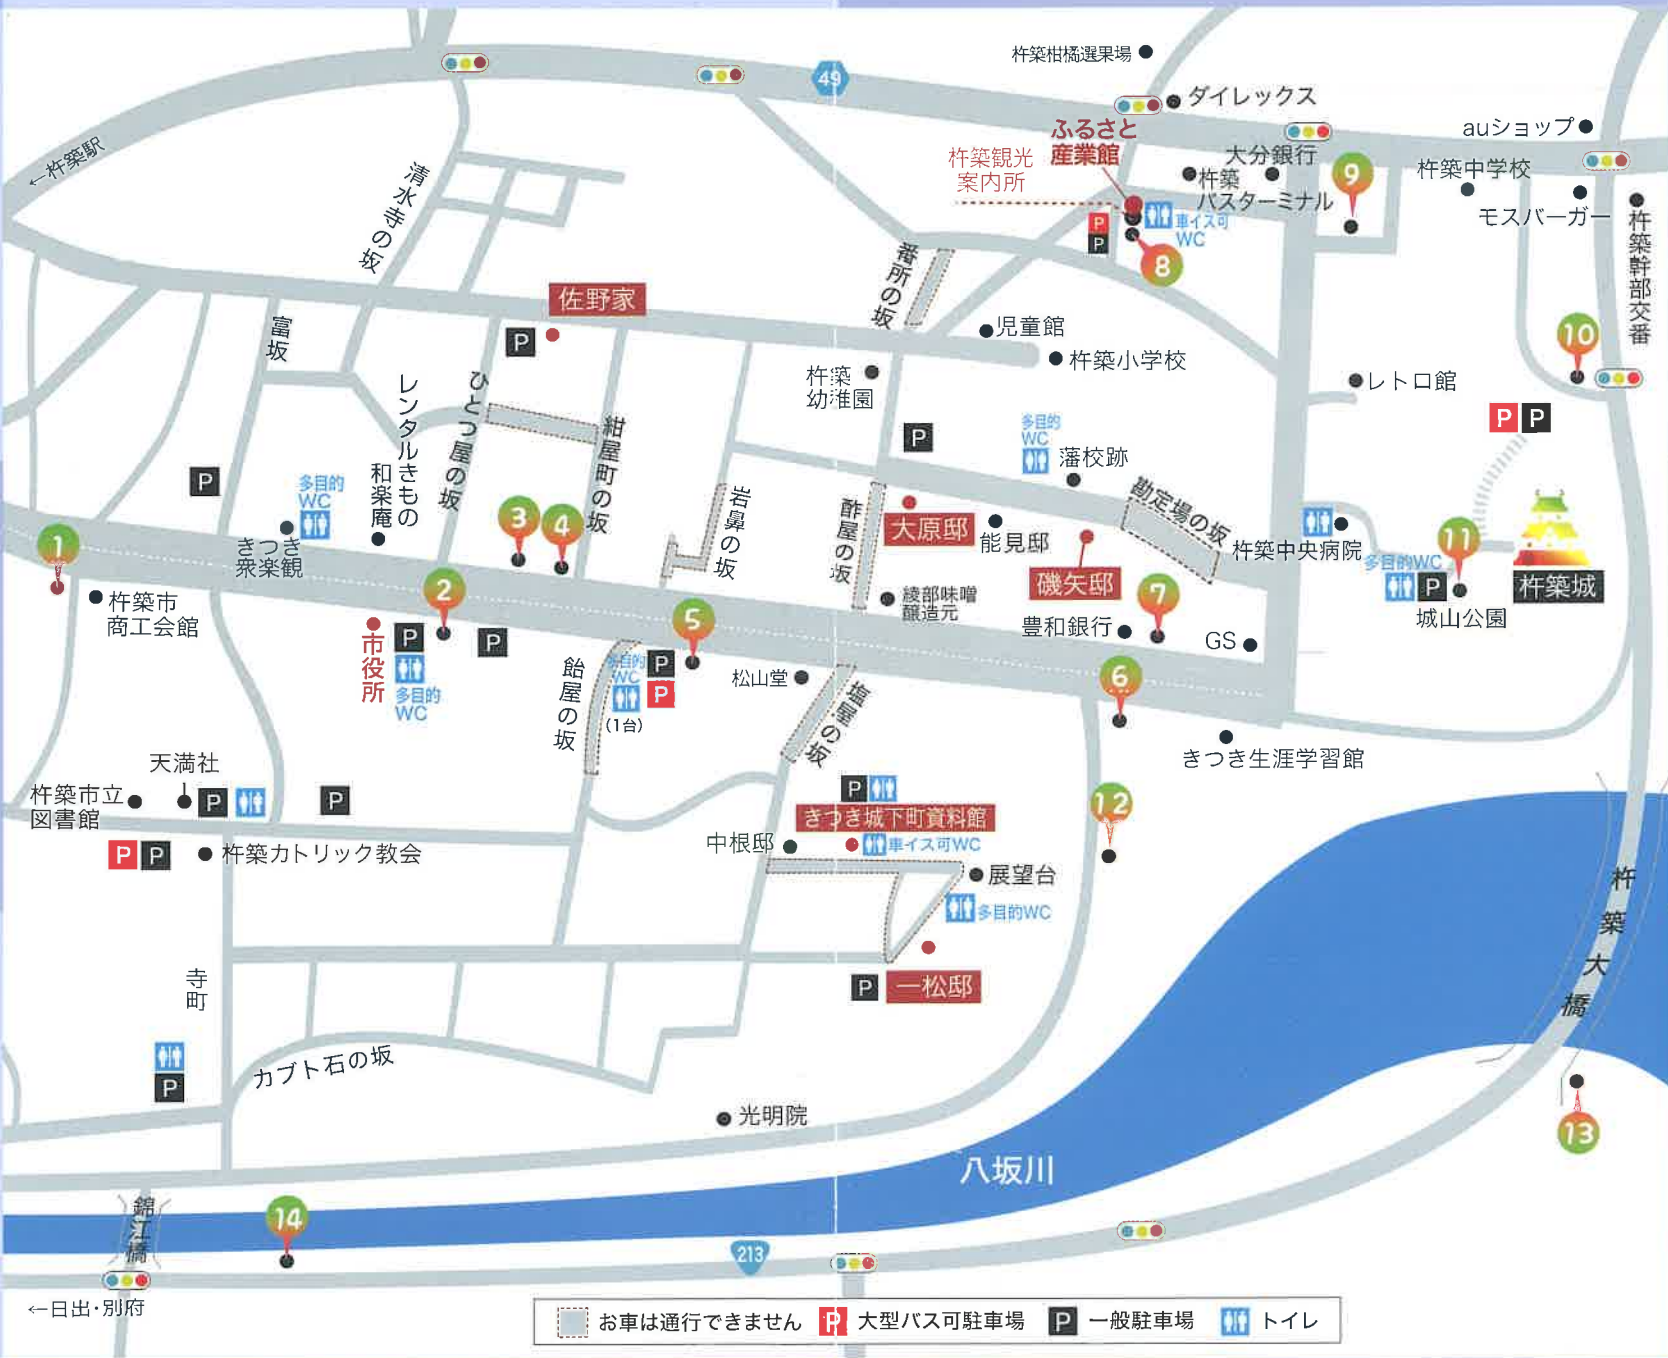 49
杵築柑橘選果場
ダイレックス
ふるさと
産業館
杵築観光
案内所
大分銀行
杵築
バスターミナル
9
auショップ
杵築中学校
モスバーガー
杵築幹部交番
←杵築駅
清水寺の坂
P
P
車イス可
WC
8
番所の坂
佐野家
P
富坂
児童館
杵築小学校
杵築
幼稚園
レトロ館
10
P
P
レンタルきもの
和楽庵
ひとつ屋の坂
紺屋町の坂
P
多目的
WC
藩校跡
勘定場の坂
P
多目的
WC
きつき
衆楽観
3
4
岩鼻の坂
酢屋の坂
大原邸
能見邸
磯矢邸
杵築中央病院
11
多目的WC
P
城山公園
杵築城
1
杵築市
商工会館
2
市役所
P
多目的
WC
P
5
飴屋の坂
多目的
WC
(1台)
P
P
綾部味噌
醸造元
豊和銀行
7
GS
6
松山堂
塩屋の坂
きつき生涯学習館
天満社
杵築市立
図書館
P
P
P
P
杵築カトリック教会
P
きつき城下町資料館
中根邸
車イス可WC
展望台
多目的WC
12
P
一松邸
寺町
P
カブト石の坂
光明院
杵築大橋
13
八坂川
錦江橋
14
213
←日出・別府
お車は通行できません
P
大型バス可駐車場
P
一般駐車場
トイレ